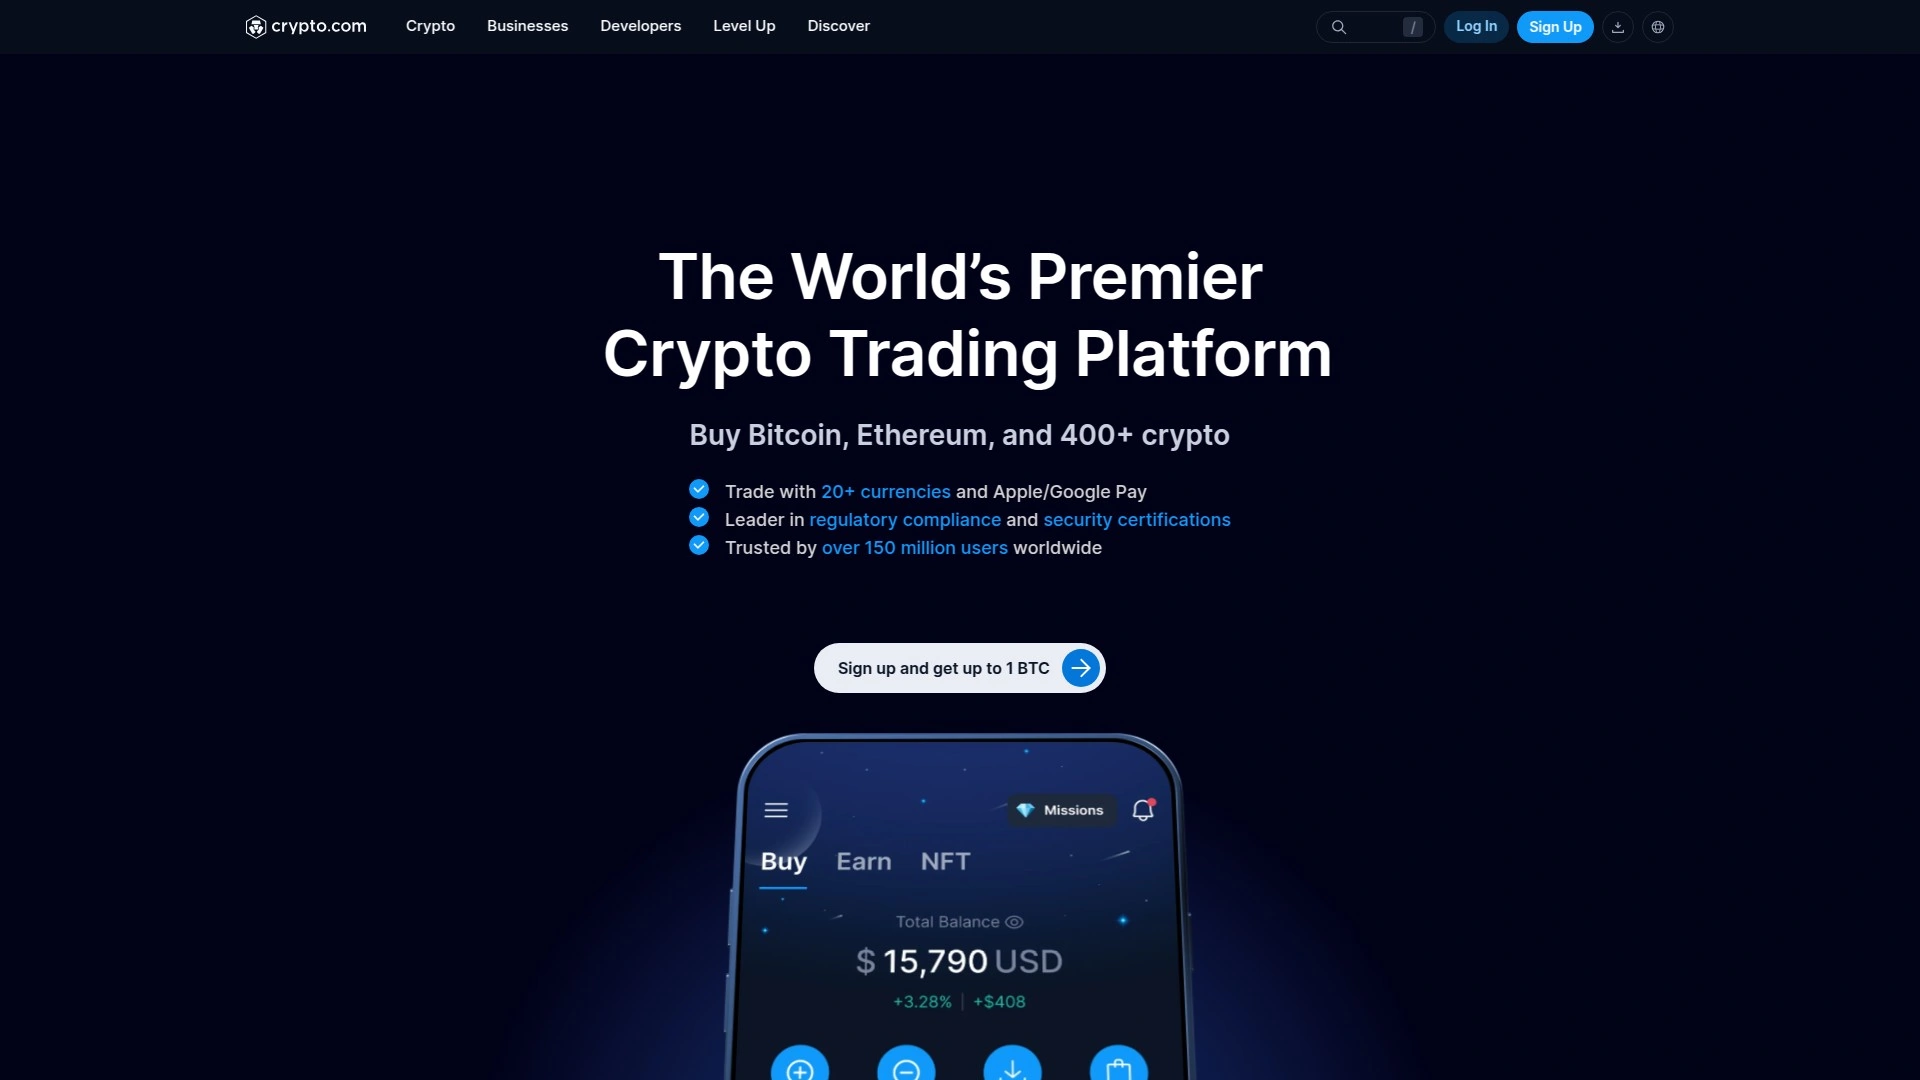 crypto.com
Crypto
Businesses
Developers
Level Up
Discover
/
Log In
Sign Up
The World’s Premier
Crypto Trading Platform
Buy Bitcoin, Ethereum, and 400+ crypto
Trade with 20+ currencies and Apple/Google Pay
Leader in regulatory compliance and security certifications
Trusted by over 150 million users worldwide
Sign up and get up to 1 BTC
Missions
Buy
Earn
NFT
Total Balance
$ 15,790 USD
+3.28% | +$408